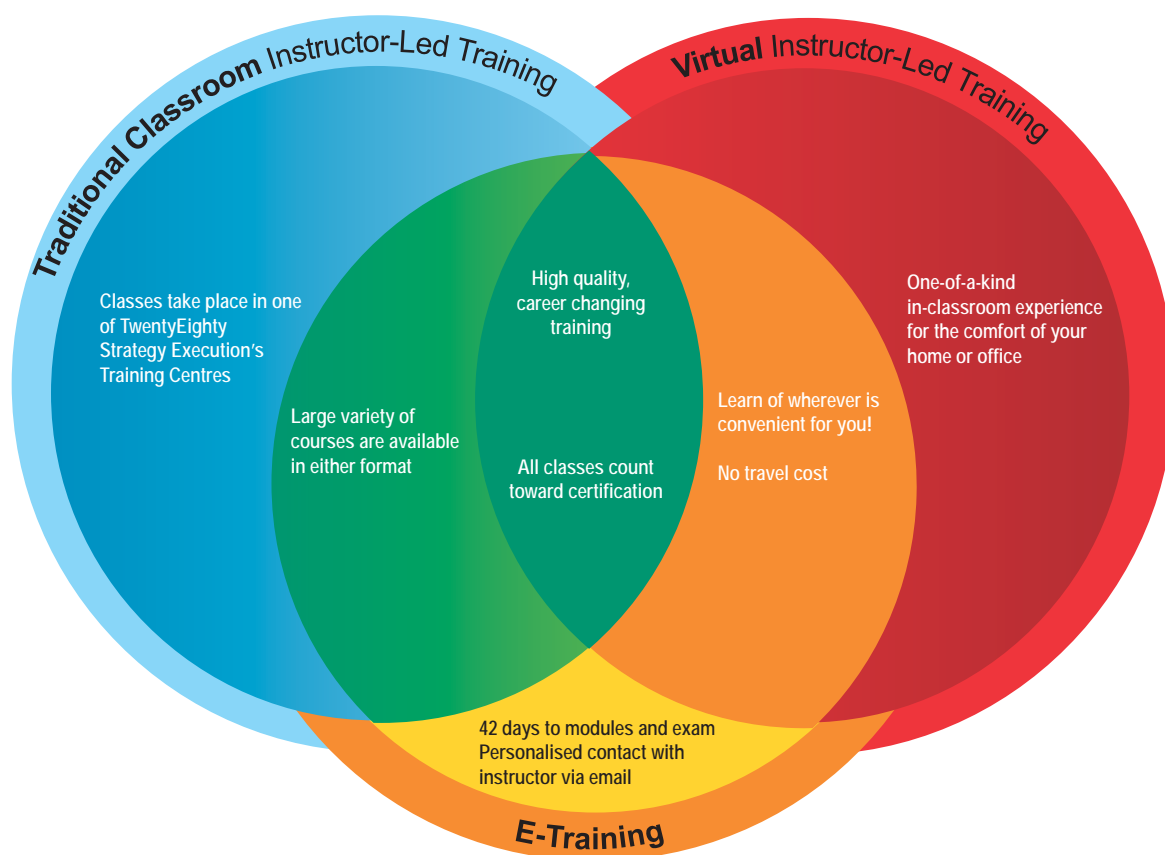 Traditional Classroom Instructor-Led Training
Virtual Instructor-Led Training
Classes take place in one
of TwentyEighty
Strategy Execution's
Training Centres
Large variety of
courses are available
in either format
High quality,
career changing
training
All classes count
toward certification
Learn of wherever is
convenient for you!
No travel cost
One-of-a-kind
in-classroom experience
for the comfort of your
home or office
42 days to modules and exam
Personalised contact with
instructor via email
E-Training